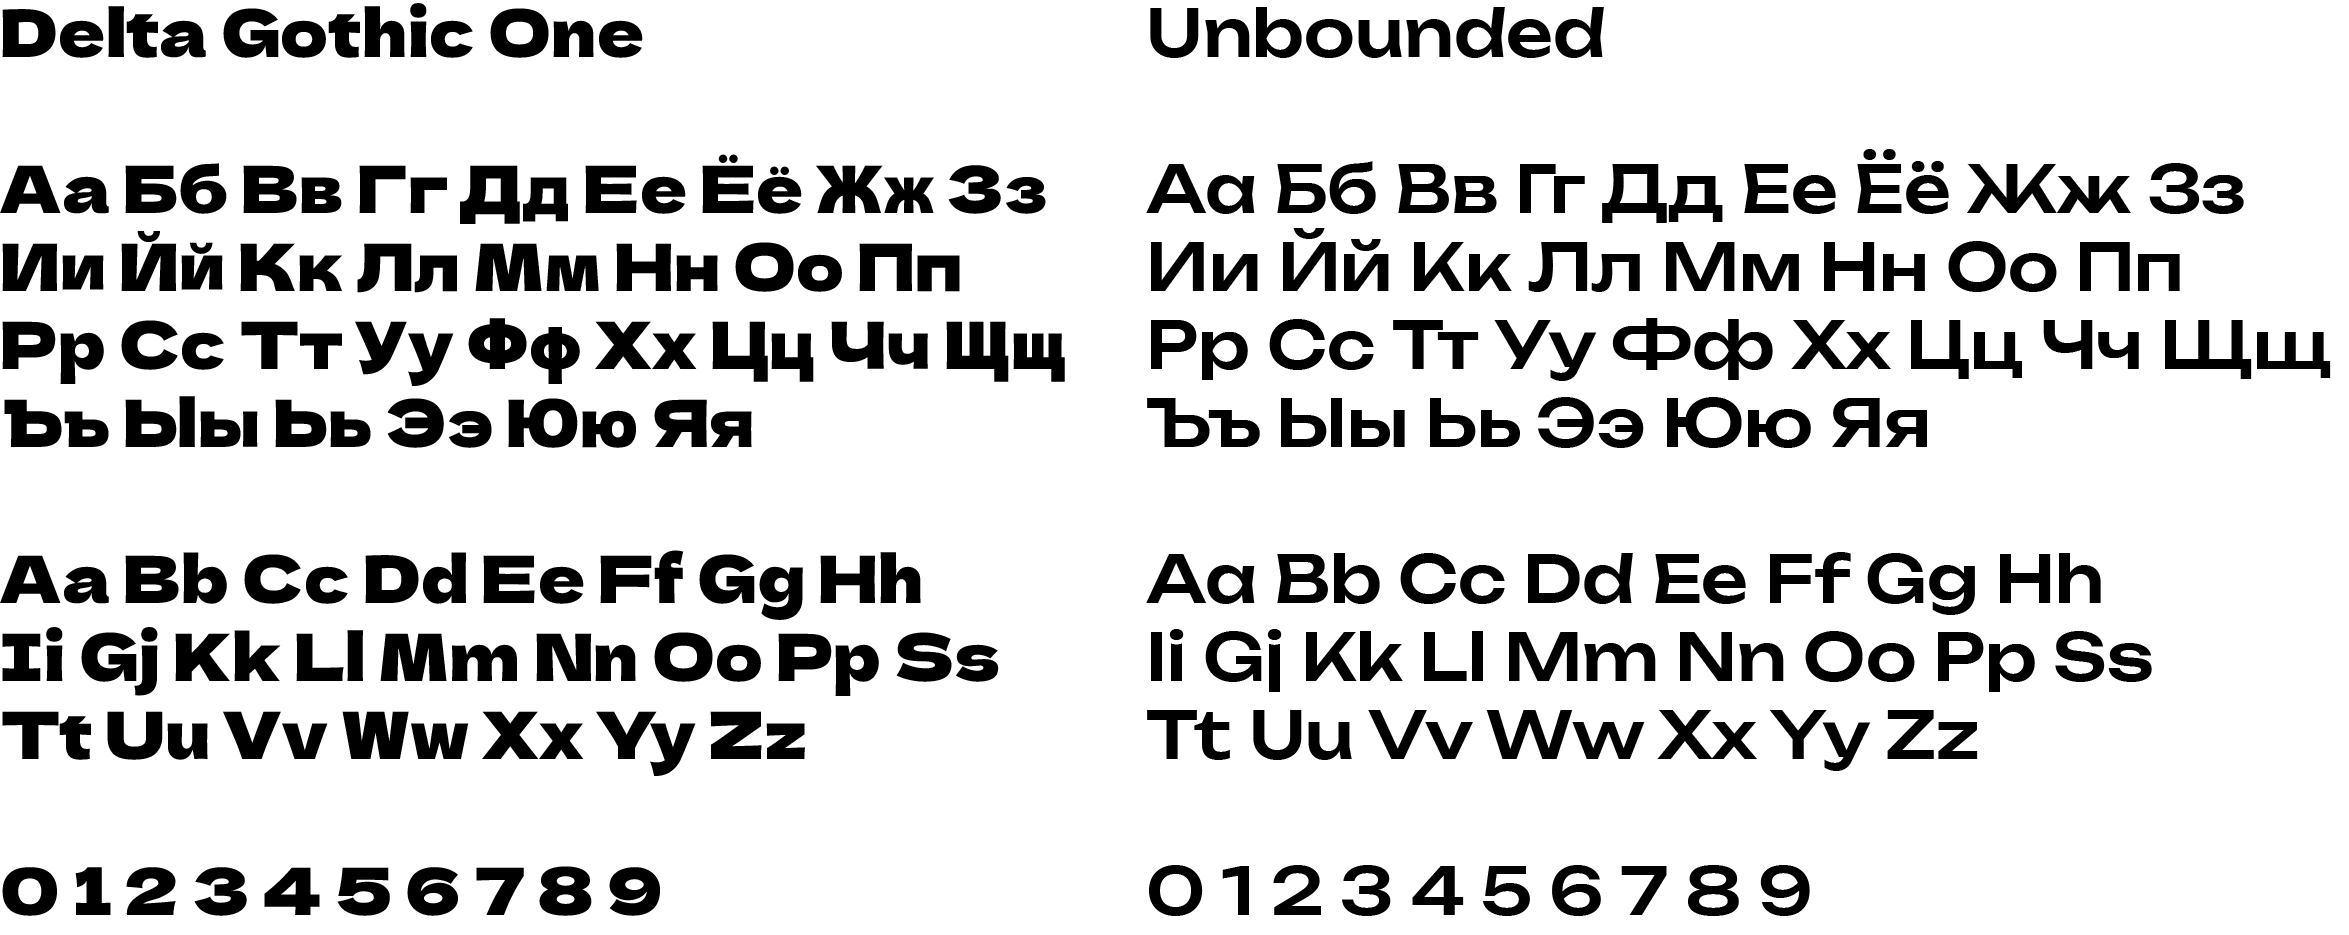 Delta Gothic One
Аа Бб Вв Гг Дд Ее Ёё Жж Зз
Ии Йй Кк Лл Мм Нн Оо Пп
Рр Сс Тт Уу Фф Хх Цц Чч Щщ
Ъъ Ыы Ьь Ээ Юю Яя
Aa Bb Cc Dd Ee Ff Gg Hh
Ii Gj Kk Ll Mm Nn Oo Pp Ss
Tt Uu Vv Ww Xx Yy Zz
0 1 2 3 4 5 6 7 8 9
Unbounded
Аа Бб Вв Гг Дд Ее Ёё Жж Зз
Ии Йй Кк Лл Мм Нн Оо Пп
Рр Сс Тт Уу Фф Хх Цц Чч Щщ
Ъъ Ыы Ьь Ээ Юю Яя
Aa Bb Cc Dd Ee Ff Gg Hh
Ii Gj Kk Ll Mm Nn Oo Pp Ss
Tt Uu Vv Ww Xx Yy Zz
0 1 2 3 4 5 6 7 8 9